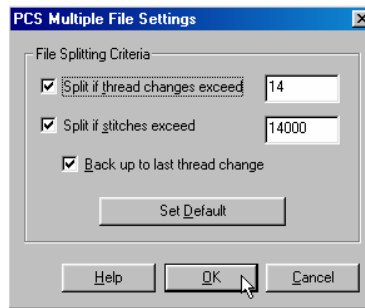 PCS Multiple File Settings
File Splitting Criteria
Split if thread changes exceed 14
Split if stitches exceed 14000
Back up to last thread change
Set Default
Help OK Cancel